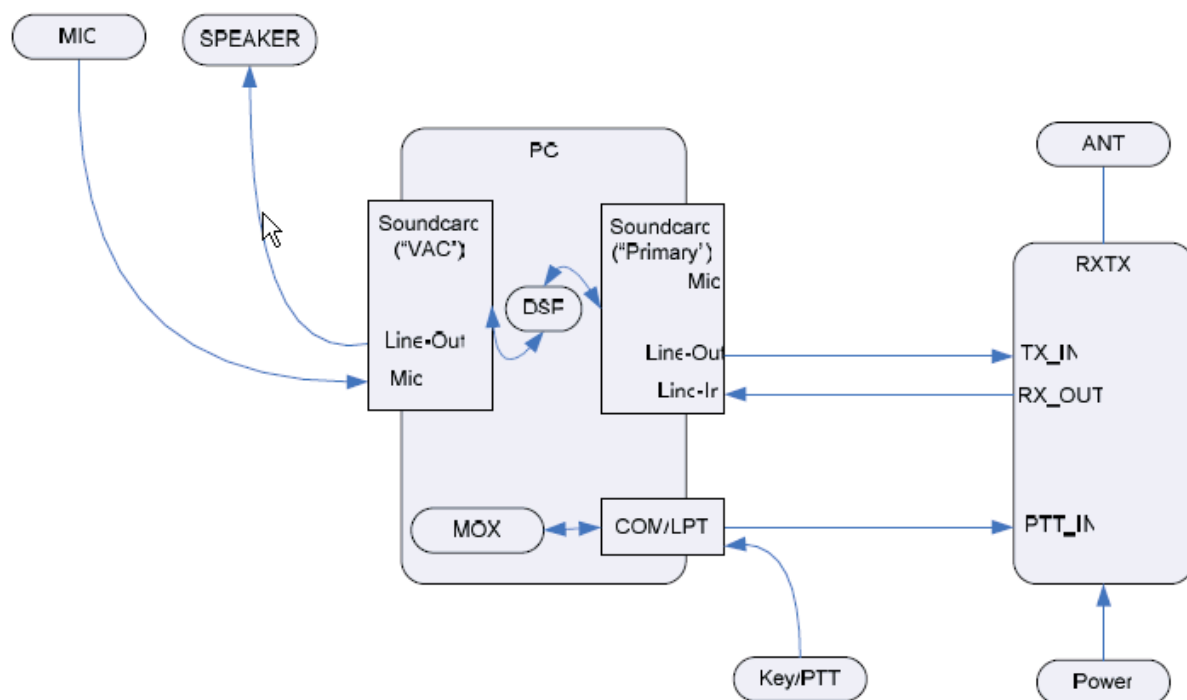 MIC
SPEAKER
PC
ANT
Soundcard
("VAC")
Soundcard
("Primary")
RXTX
Mic
DSP
Line-Out
Mic
Line-Out
Line-In
TX_IN
RX_OUT
MOX
COM/LPT
PTT_IN
Key/PTT
Power